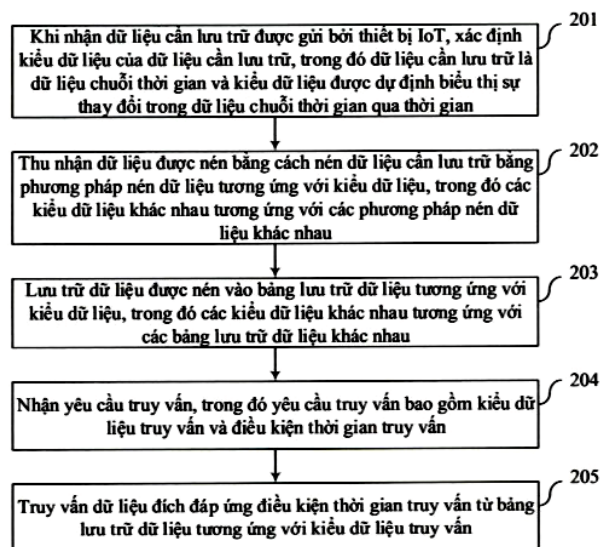 201
Khi nhận dữ liệu cần lưu trữ được gửi bởi thiết bị IoT, xác định
kiểu dữ liệu của dữ liệu cần lưu trữ, trong đó dữ liệu cần lưu trữ là
dữ liệu chuỗi thời gian và kiểu dữ liệu được dự định biểu thị sự
thay đổi trong dữ liệu chuỗi thời gian qua thời gian
202
Thu nhận dữ liệu được nén bằng cách nén dữ liệu cần lưu trữ bằng
phương pháp nén dữ liệu tương ứng với kiểu dữ liệu, trong đó các
kiểu dữ liệu khác nhau tương ứng với các phương pháp nén dữ
liệu khác nhau
203
Lưu trữ dữ liệu được nén vào bảng lưu trữ dữ liệu tương ứng với
kiểu dữ liệu, trong đó các kiểu dữ liệu khác nhau tương ứng với
các bảng lưu trữ dữ liệu khác nhau
204
Nhận yêu cầu truy vấn, trong đó yêu cầu truy vấn bao gồm kiểu dữ
liệu truy vấn và điều kiện thời gian truy vấn
205
Truy vấn dữ liệu đích đáp ứng điều kiện thời gian truy vấn từ bảng
lưu trữ dữ liệu tương ứng với kiểu dữ liệu truy vấn